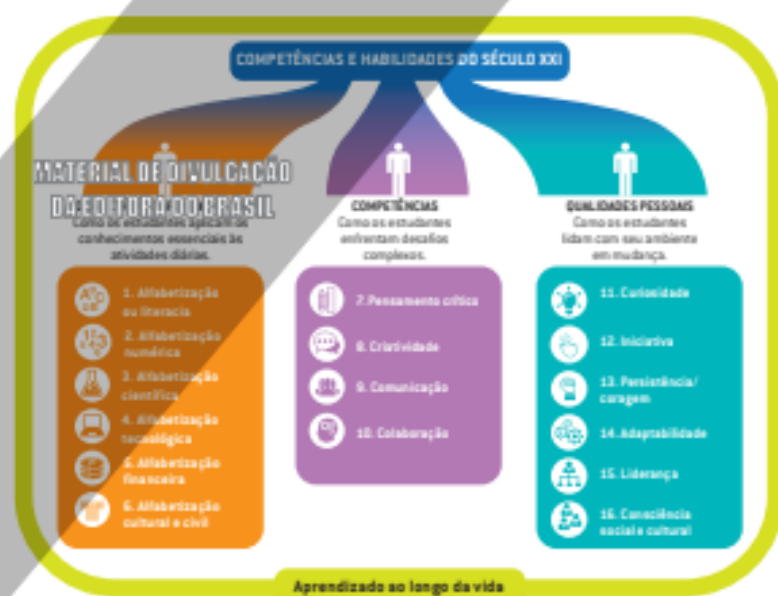 COMPETÊNCIAS E HABILIDADES DO SÉCULO XXI
MATERIAL DE DIVULGAÇÃO
DA EDITORA DO BRASIL
Como os estudantes aplicam os
conhecimentos essenciais às
atividades diárias.
1. Alfabetização
ou literacia
2. Alfabetização
numérica
3. Alfabetização
científica
4. Alfabetização
tecnológica
5. Alfabetização
financeira
6. Alfabetização
cultural e civil
COMPETÊNCIAS
Como os estudantes
enfrentam desafios
complexos.
7. Pensamento crítico
8. Criatividade
9. Comunicação
10. Colaboração
QUALIDADES PESSOAIS
Como os estudantes
lidam com seu ambiente
em mudança.
11. Curiosidade
12. Iniciativa
13. Persistência/
coragem
14. Adaptabilidade
15. Liderança
16. Consciência
social e cultural
Aprendizado ao longo da vida